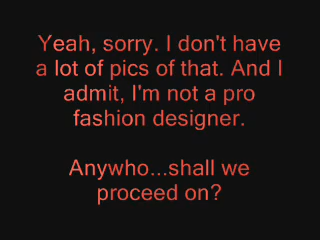 Yeah, sorry. I don't have
a lot of pics of that. And I
admit, I'm not a pro
fashion designer.
Anywho...shall we
proceed on?